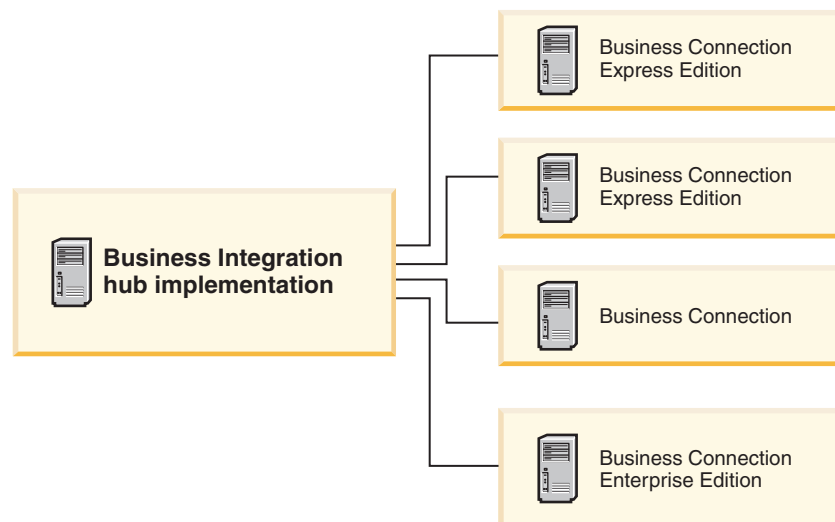 Business Connection
Express Edition
Business Connection
Express Edition
Business Integration
hub implementation
Business Connection
Business Connection
Enterprise Edition